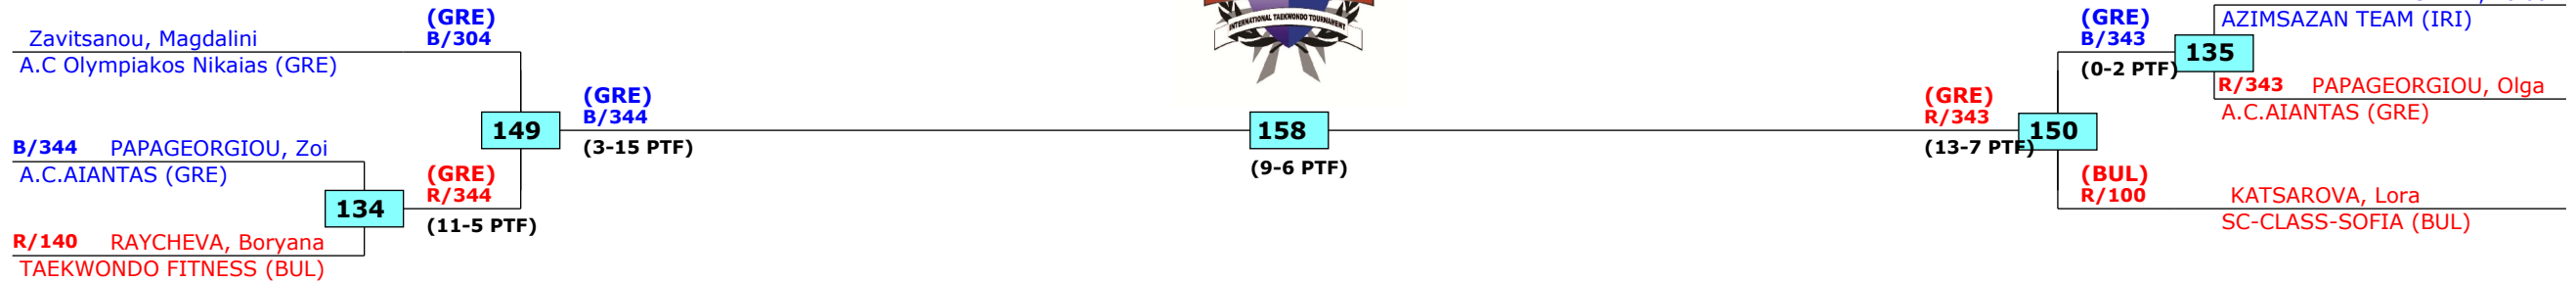 (GRE)
B/304
Zavitsanou, Magdalini
A.C Olympiakos Nikaias (GRE)
149
(GRE)
B/344
(3-15 PTF)
B/344 PAPAGEORGIOU, Zoi
A.C.AIANTAS (GRE)
134
(GRE)
R/344
(11-5 PTF)
R/140 RAYCHEVA, Boryana
TAEKWONDO FITNESS (BUL)
INTERNATIONAL TAEKWONDO TOURNAMENT
158
(9-6 PTF)
(GRE)
R/343
(13-7 PTF)
150
(GRE)
B/343
(0-2 PTF)
135
AZIMSAZAN TEAM (IRI)
R/343 PAPAGEORGIOU, Olga
A.C.AIANTAS (GRE)
(BUL)
R/100
KATSAROVA, Lora
SC-CLASS-SOFIA (BUL)